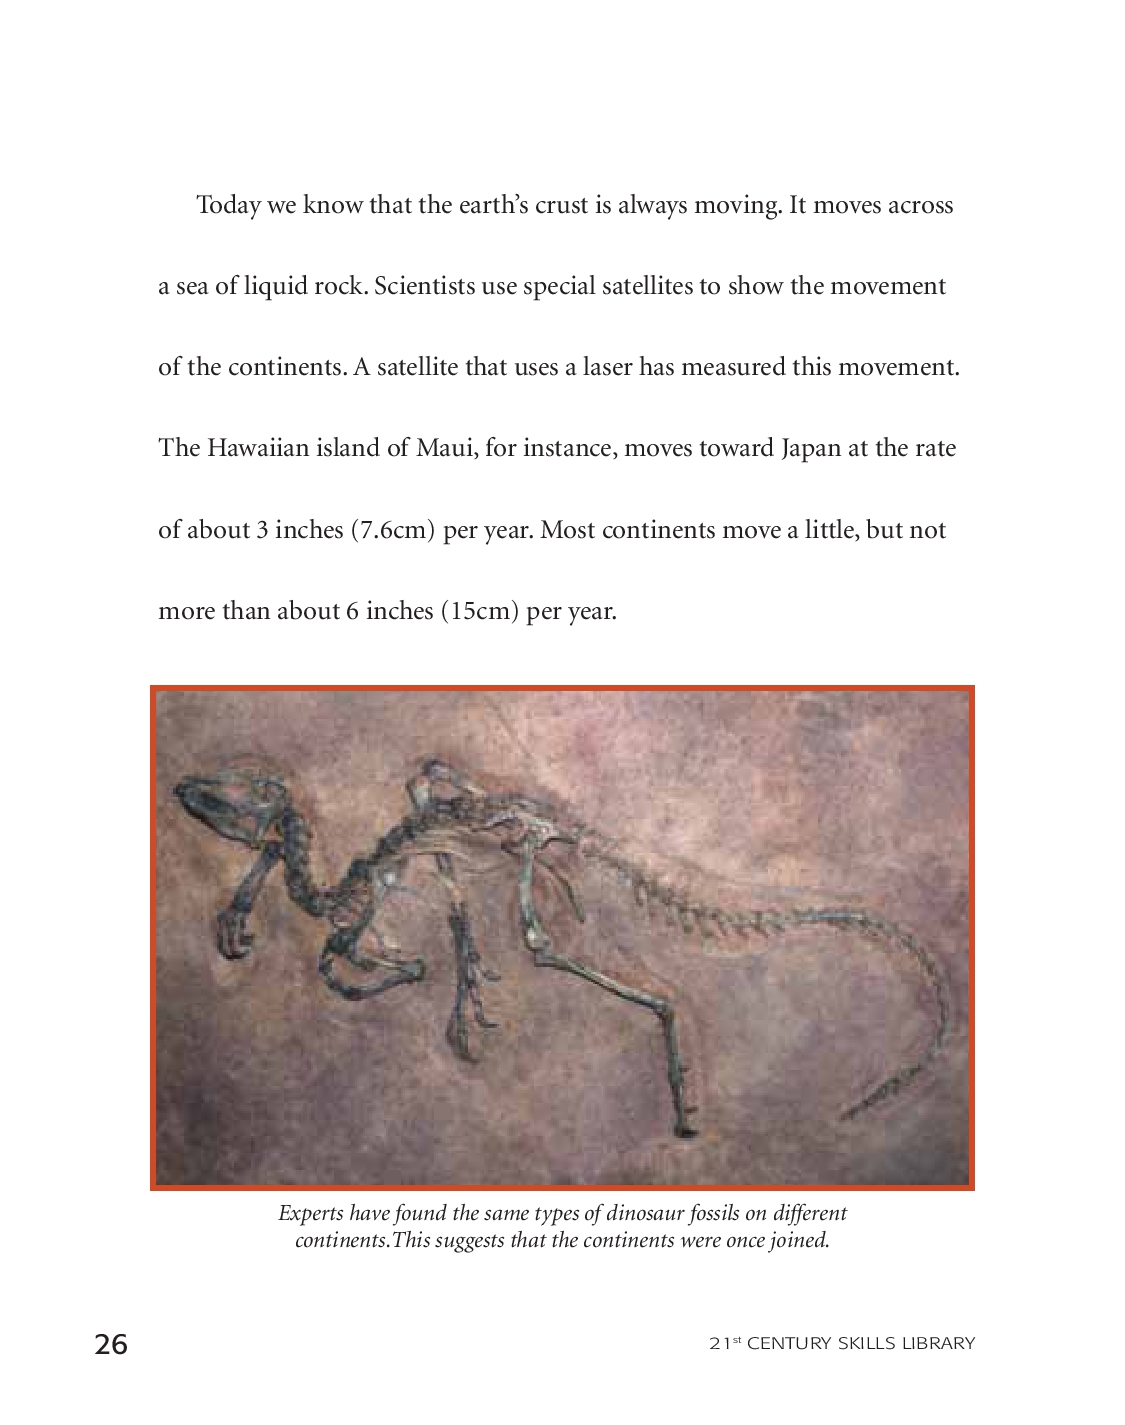 Today we know that the earth’s crust is always moving. It moves across
a sea of liquid rock. Scientists use special satellites to show the movement
of the continents. A satellite that uses a laser has measured this movement.
The Hawaiian island of Maui, for instance, moves toward Japan at the rate
of about 3 inches (7.6cm) per year. Most continents move a little, but not
more than about 6 inches (15cm) per year.
Experts have found the same types of dinosaur fossils on different
continents.This suggests that the continents were once joined.
26
21st CENTURY SKILLS LIBRARY